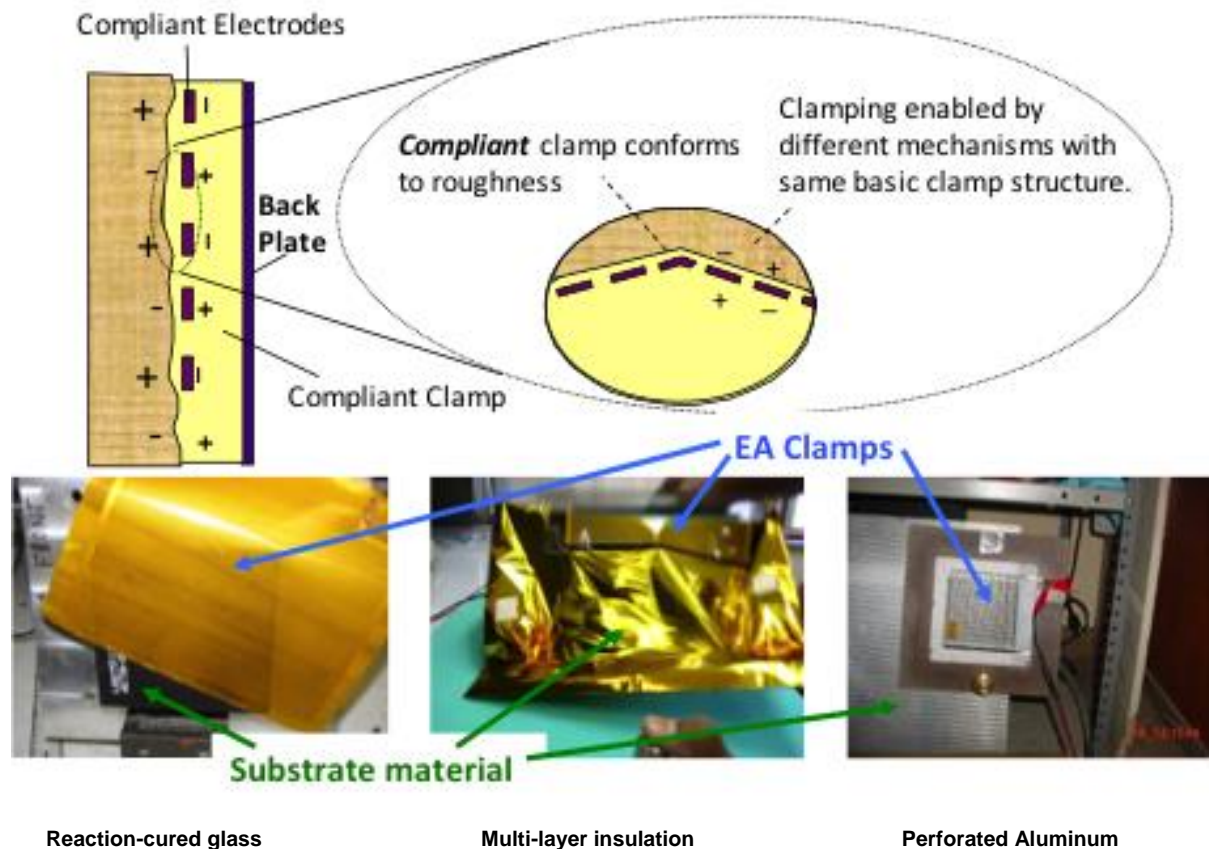 Compliant Electrodes
Compliant clamp conforms
to roughness
Clamping enabled by
different mechanisms with
same basic clamp structure.
Back
Plate
Compliant Clamp
EA Clamps
Substrate material
Reaction-cured glass
Multi-layer insulation
Perforated Aluminum